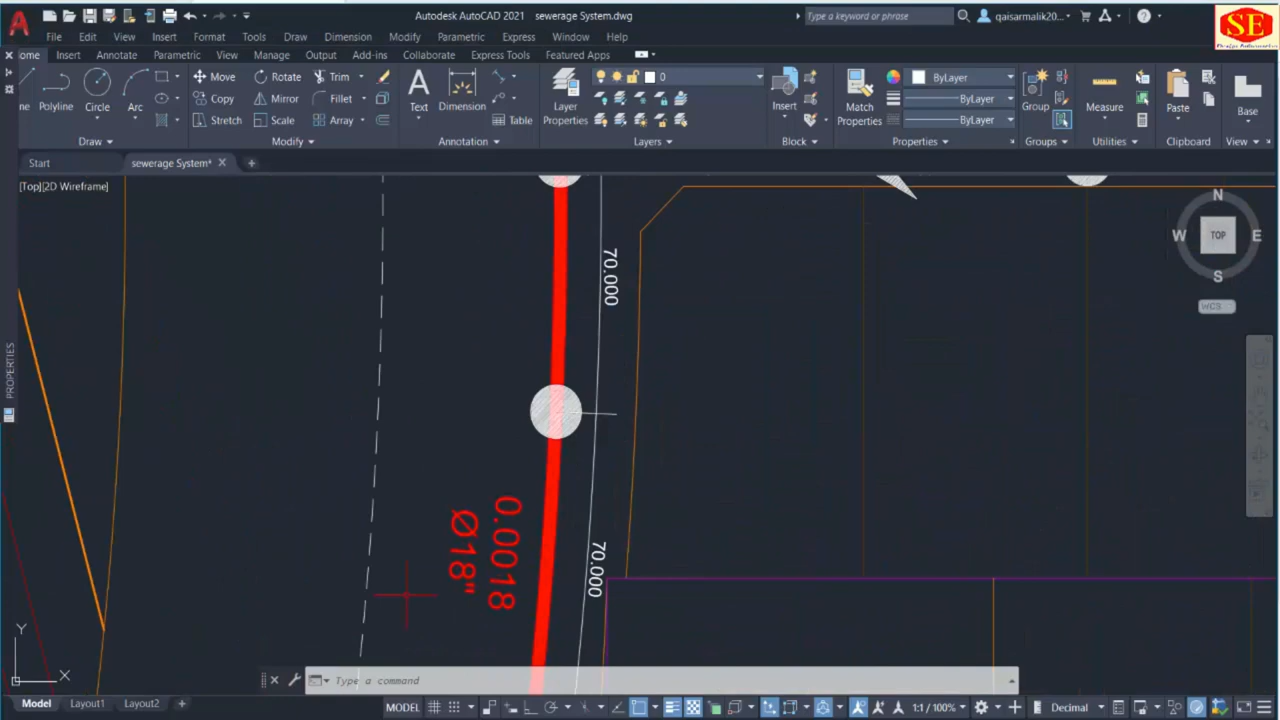 Autodesk AutoCAD 2021 sewerage System.dwg
Type a keyword or phrase
qaisarmalik20...
SE
File Edit View Insert Format Tools Draw Dimension Modify Parametric Express Window Help
ome Insert Annotate Parametric View Manage Output Add-ins Collaborate Express Tools Featured Apps
ne Polyline Circle Arc
Move Rotate Trim
Copy Mirror Fillet
Stretch Scale Array
Text Dimension Table
Layer Properties
0
Insert
Match Properties
ByLayer
ByLayer
ByLayer
Group
Measure
Paste
Base
Draw Modify Annotation Layers Block Properties Groups Utilities Clipboard View
Start sewerage System*
[Top][2D Wireframe]
N
W TOP E
S
WCS
PROPERTIES
70.000
0.0018
Ø18"
70.000
Y
X
Type a command
Model Layout1 Layout2
MODEL
1:1 / 100%
Decimal